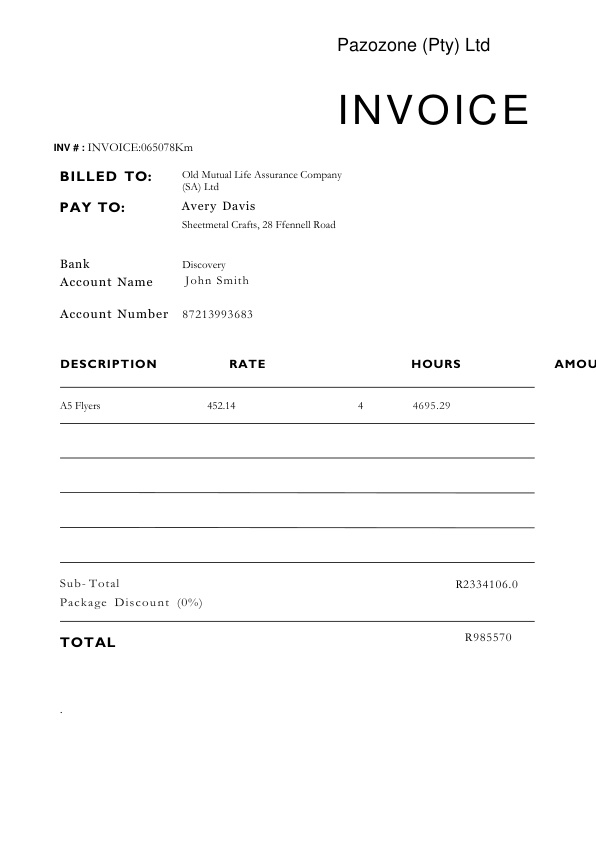 Pazozone (Pty) Ltd
INVOICE
INV # : INVOICE:065078Km
BILLED TO: Old Mutual Life Assurance Company
(SA) Ltd
PAY TO: Avery Davis
Sheetmetal Crafts, 28 Ffennell Road
Bank Discovery
Account Name John Smith
Account Number 87213993683
DESCRIPTION RATE HOURS AMOU
A5 Flyers 452.14 4 4695.29
Sub-Total R2334106.0
Package Discount (0%)
TOTAL R985570
.